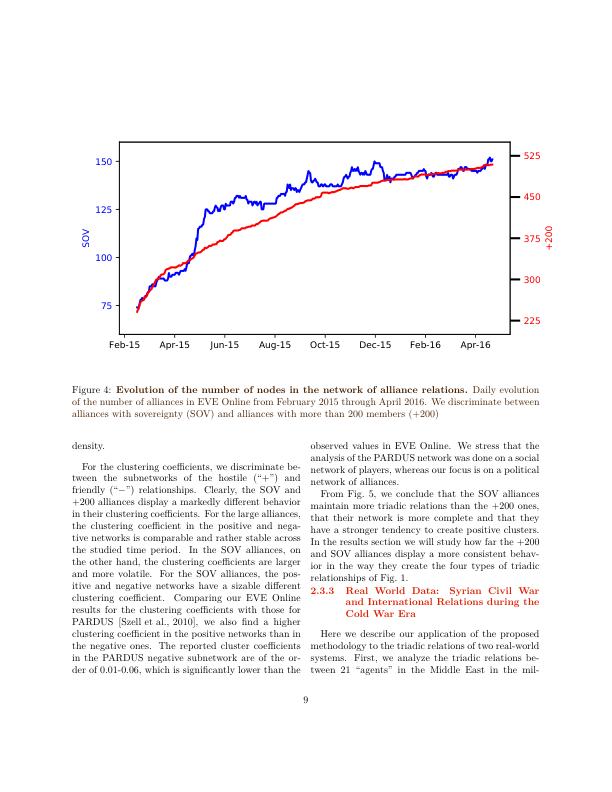 150
125
100
75
SOV
525
450
375
300
225
+200
Feb-15 Apr-15 Jun-15 Aug-15 Oct-15 Dec-15 Feb-16 Apr-16
Figure 4: Evolution of the number of nodes in the network of alliance relations. Daily evolution
of the number of alliances in EVE Online from February 2015 through April 2016. We discriminate between
alliances with sovereignty (SOV) and alliances with more than 200 members (+200)
density.
For the clustering coefficients, we discriminate be-
tween the subnetworks of the hostile (“+”) and
friendly (“−”) relationships. Clearly, the SOV and
+200 alliances display a markedly different behavior
in their clustering coefficients. For the large alliances,
the clustering coefficient in the positive and nega-
tive networks is comparable and rather stable across
the studied time period. In the SOV alliances, on
the other hand, the clustering coefficients are larger
and more volatile. For the SOV alliances, the pos-
itive and negative networks have a sizable different
clustering coefficient. Comparing our EVE Online
results for the clustering coefficients with those for
PARDUS [Szell et al., 2010], we also find a higher
clustering coefficient in the positive networks than in
the negative ones. The reported cluster coefficients
in the PARDUS negative subnetwork are of the or-
der of 0.01-0.06, which is significantly lower than the
observed values in EVE Online. We stress that the
analysis of the PARDUS network was done on a social
network of players, whereas our focus is on a political
network of alliances.
From Fig. 5, we conclude that the SOV alliances
maintain more triadic relations than the +200 ones,
that their network is more complete and that they
have a stronger tendency to create positive clusters.
In the results section we will study how far the +200
and SOV alliances display a more consistent behav-
ior in the way they create the four types of triadic
relationships of Fig. 1.
2.3.3 Real World Data: Syrian Civil War
and International Relations during the
Cold War Era
Here we describe our application of the proposed
methodology to the triadic relations of two real-world
systems. First, we analyze the triadic relations be-
tween 21 “agents” in the Middle East in the mil-
9